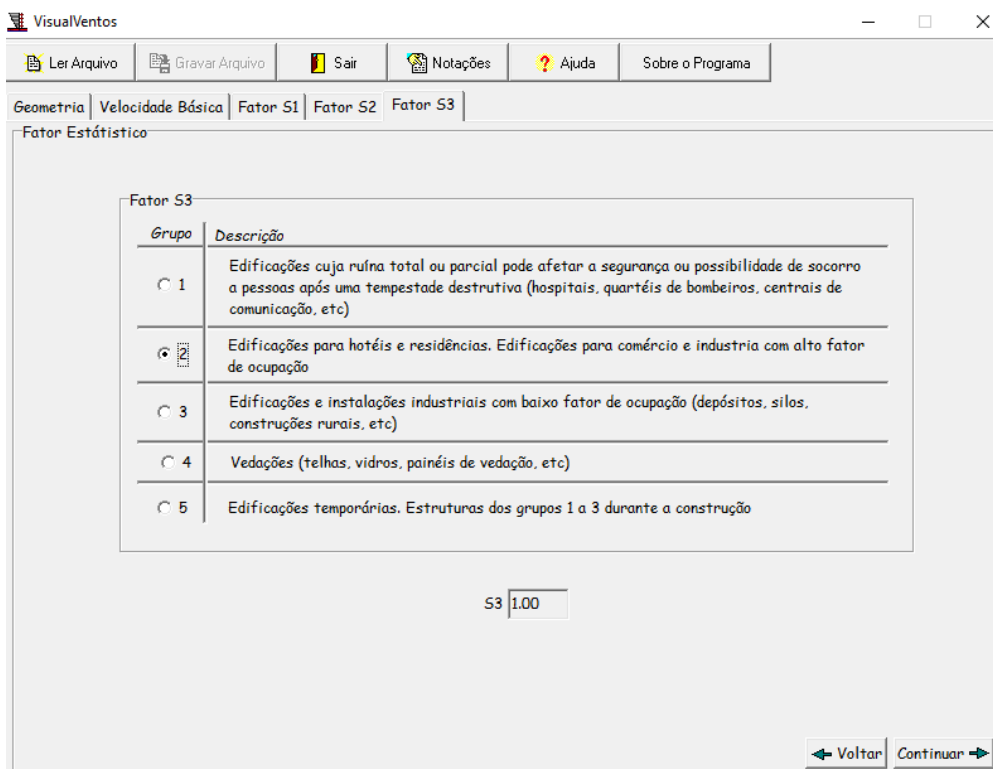 VisualVentos
Ler Arquivo Gravar Arquivo Sair Notações Ajuda Sobre o Programa
Geometria Velocidade Básica Fator S1 Fator S2 Fator S3
Fator Estátistico
Fator S3
Grupo Descrição
1 Edificações cuja ruína total ou parcial pode afetar a segurança ou possibilidade de socorro
a pessoas após uma tempestade destrutiva (hospitais, quartéis de bombeiros, centrais de
comunicação, etc)
2 Edificações para hotéis e residências. Edificações para comércio e industria com alto fator
de ocupação
3 Edificações e instalações industriais com baixo fator de ocupação (depósitos, silos,
construções rurais, etc)
4 Vedações (telhas, vidros, painéis de vedação, etc)
5 Edificações temporárias. Estruturas dos grupos 1 a 3 durante a construção
S3 1.00
Voltar Continuar